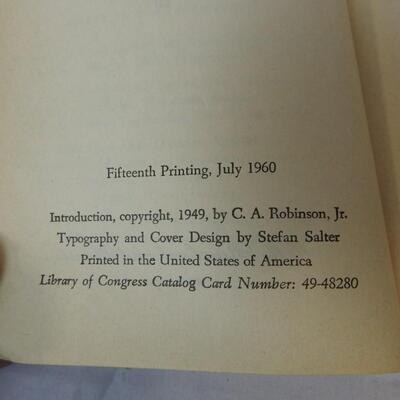 Fifteenth Printing, July 1960
Introduction, copyright, 1949, by C. A. Robinson, Jr.
Typography and Cover Design by Stefan Salter
Printed in the United States of America
Library of Congress Catalog Card Number: 49-48280